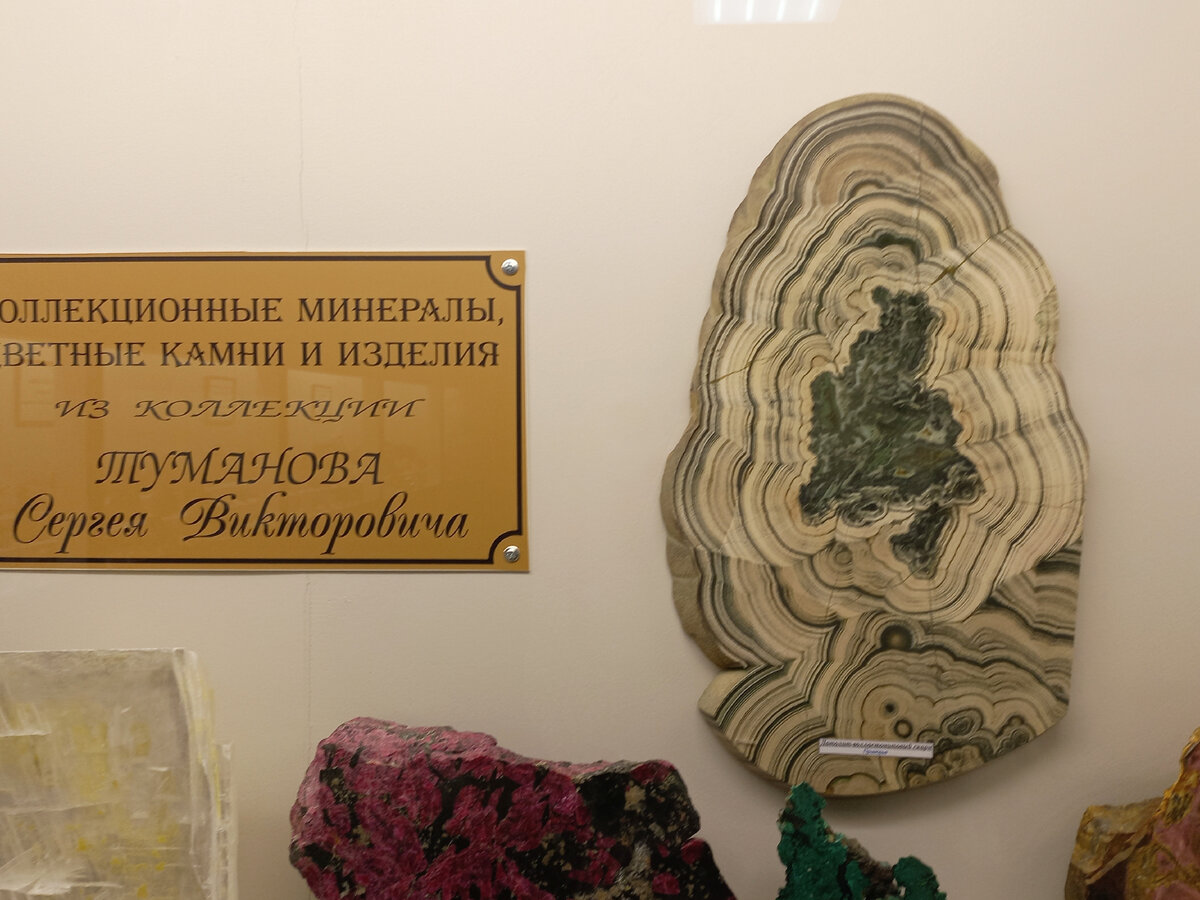 ОЛЛЕКЦИОННЫЕ МИНЕРАЛЫ,
ВЕТНЫЕ КАМНИ И ИЗДЕЛИЯ
ИЗ КОЛЛЕКЦИИ
ТУМАНОВА
Сергея Викторовича